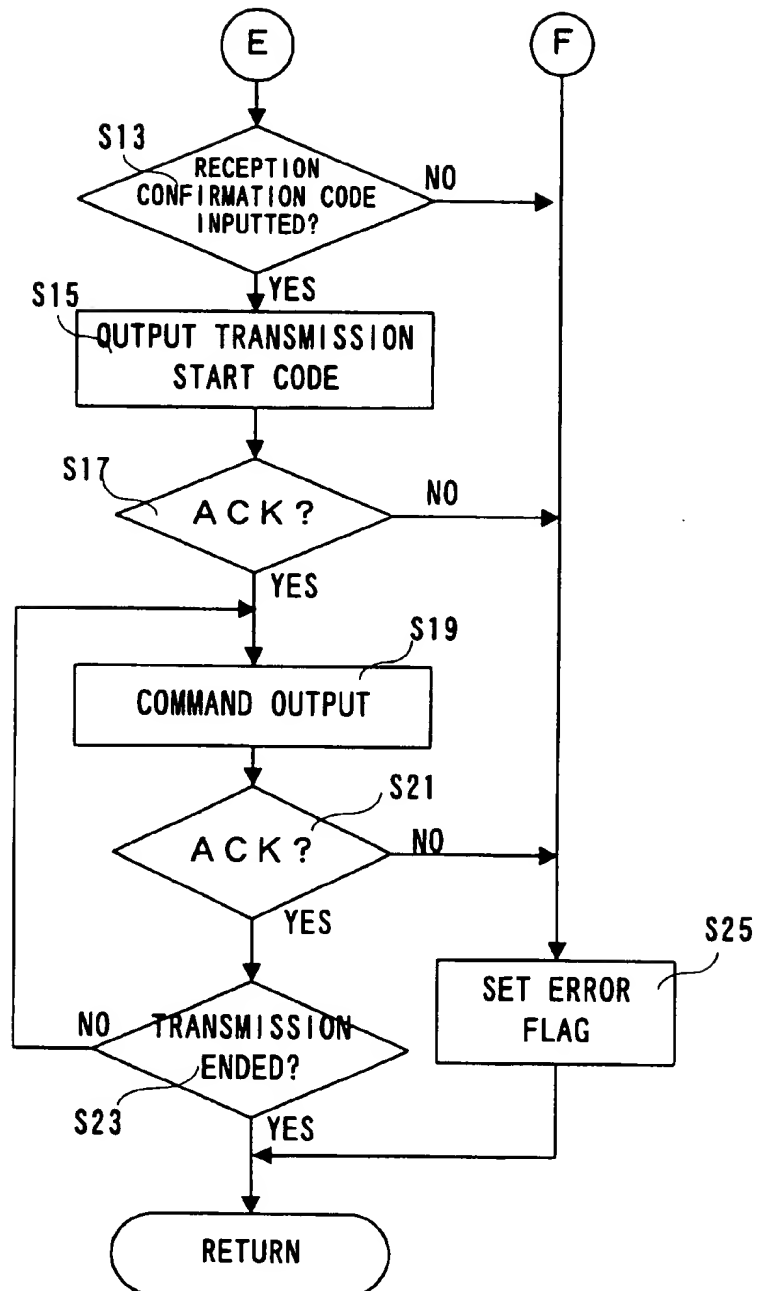 E
F
S13
RECEPTION
CONFIRMATION CODE
INPUTTED?
NO
YES
S15
OUTPUT TRANSMISSION
START CODE
S17
ACK?
NO
YES
S19
COMMAND OUTPUT
S21
ACK?
NO
YES
S25
SET ERROR
FLAG
NO
TRANSMISSION
ENDED?
S23
YES
RETURN